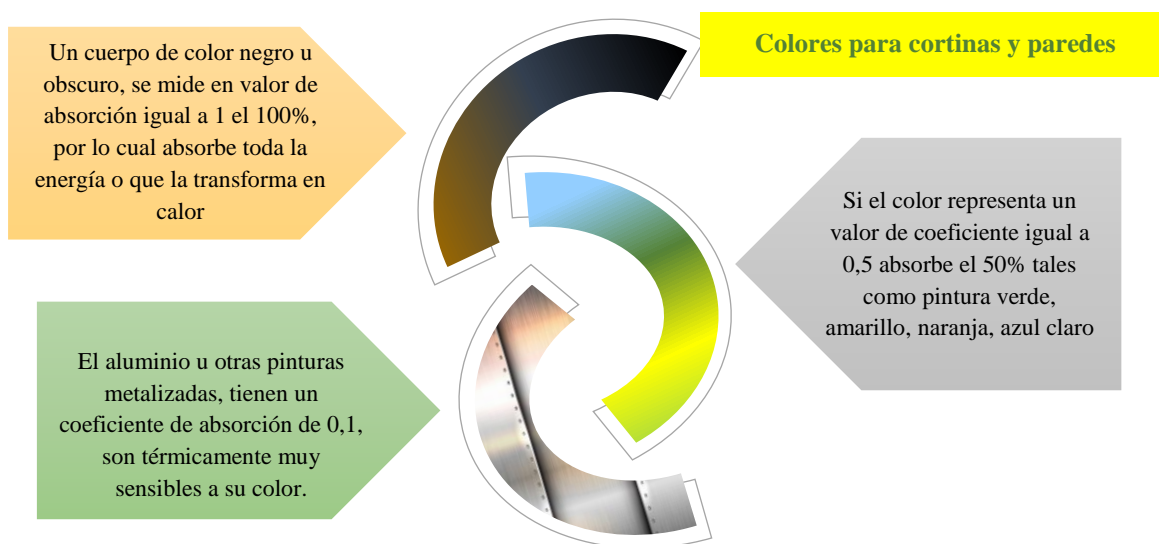 Colores para cortinas y paredes
Un cuerpo de color negro u
obscuro, se mide en valor de
absorción igual a 1 el 100%,
por lo cual absorbe toda la
energía o que la transforma en
calor
Si el color representa un
valor de coeficiente igual a
0,5 absorbe el 50% tales
como pintura verde,
amarillo, naranja, azul claro
El aluminio u otras pinturas
metalizadas, tienen un
coeficiente de absorción de 0,1,
son térmicamente muy
sensibles a su color.